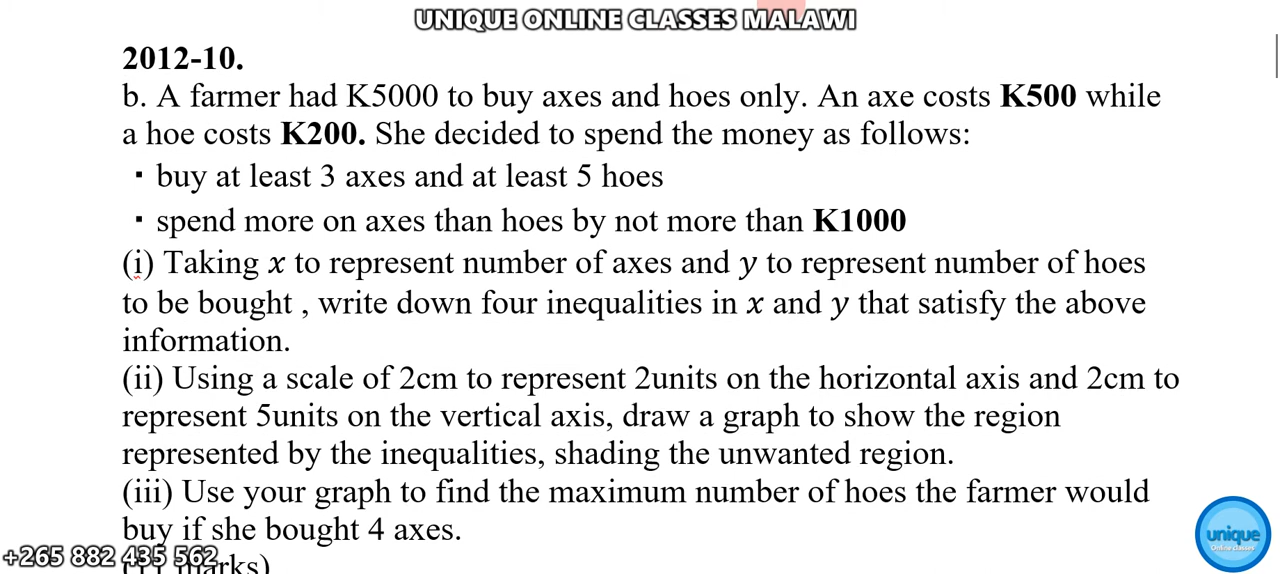 UNIQUE ONLINE CLASSES MALAWI
2012-10.
b. A farmer had K5000 to buy axes and hoes only. An axe costs K500 while
a hoe costs K200. She decided to spend the money as follows:
▪ buy at least 3 axes and at least 5 hoes
▪ spend more on axes than hoes by not more than K1000
(i) Taking x to represent number of axes and y to represent number of hoes
to be bought , write down four inequalities in x and y that satisfy the above
information.
(ii) Using a scale of 2cm to represent 2units on the horizontal axis and 2cm to
represent 5units on the vertical axis, draw a graph to show the region
represented by the inequalities, shading the unwanted region.
(iii) Use your graph to find the maximum number of hoes the farmer would
buy if she bought 4 axes.
unique
Online classes
+265 882 435 562
marks)